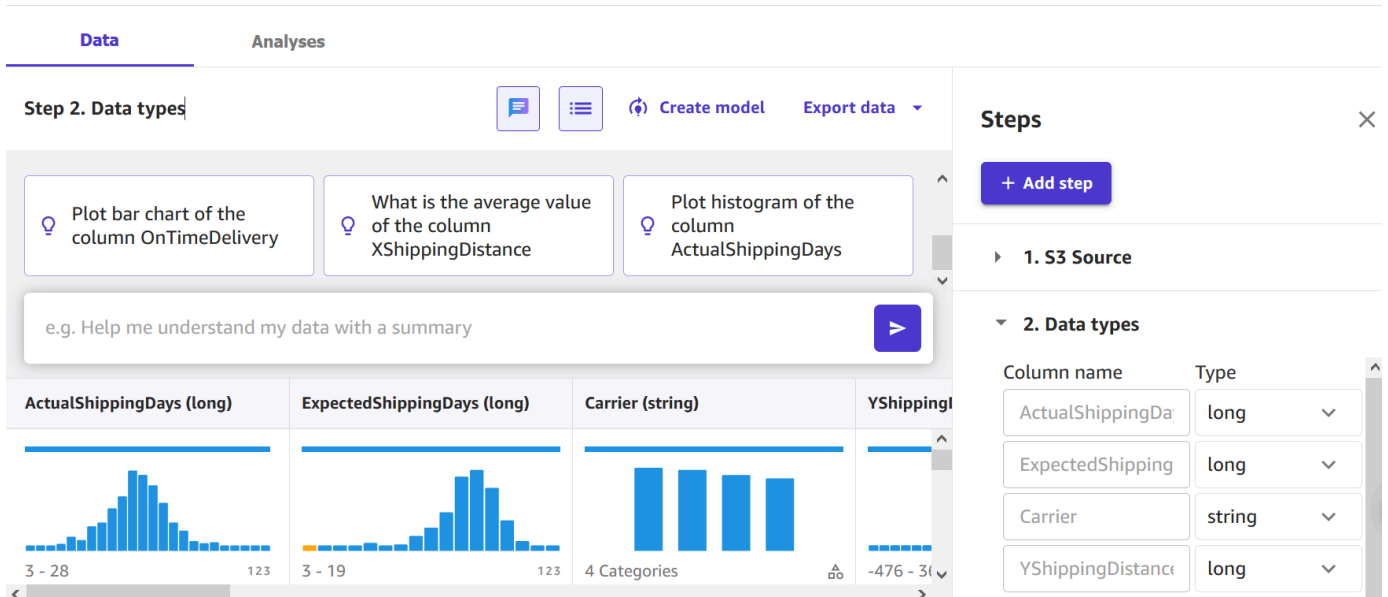 Data
Analyses
Step 2. Data types
Create model
Export data
Plot bar chart of the
column OnTimeDelivery
What is the average value
of the column
XShippingDistance
Plot histogram of the
column
ActualShippingDays
e.g. Help me understand my data with a summary
ActualShippingDays (long)
ExpectedShippingDays (long)
Carrier (string)
YShippingI
3 - 28
123
3 - 19
123
4 Categories
-476 - 36
Steps
+ Add step
1. S3 Source
2. Data types
Column name
Type
ActualShippingDa
long
ExpectedShipping
long
Carrier
string
YShippingDistance
long